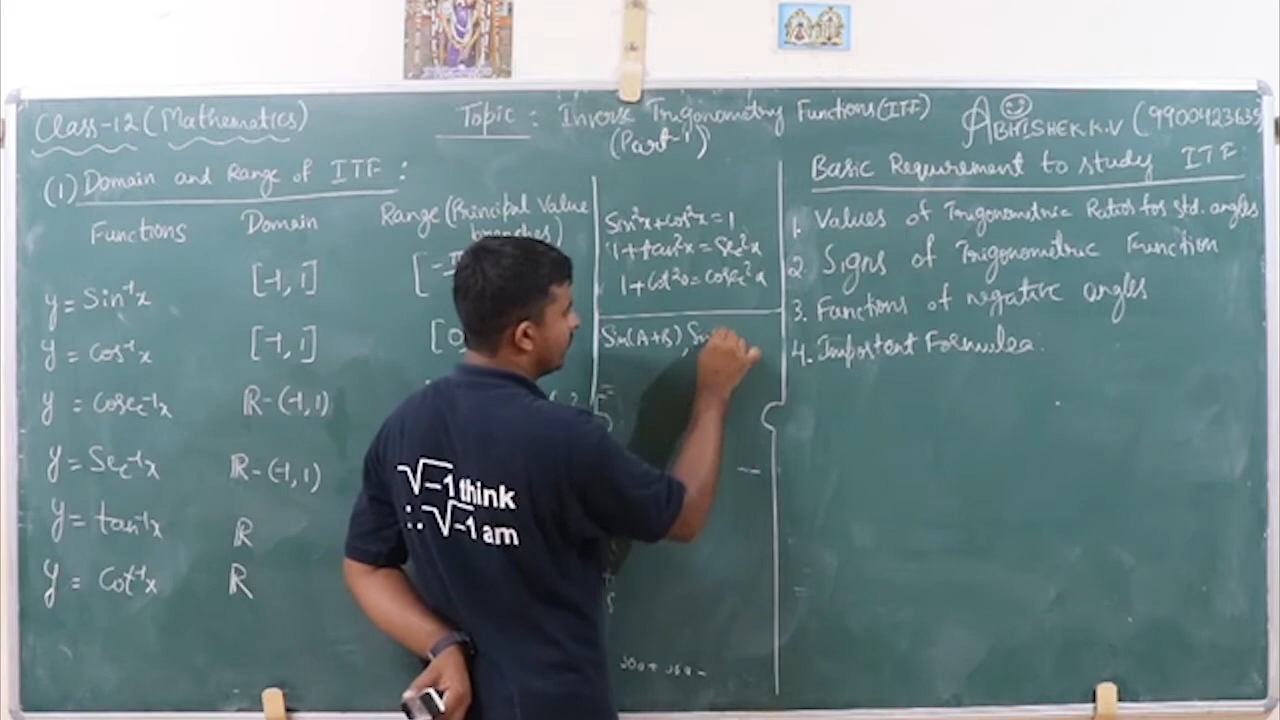 Class-12 (Mathematics)
Topic : Inverse Trigonometry Functions (ITF)
(Part-1)
ABHISHEK.K.V (9900423635
(1) Domain and Range of ITF :
Functions Domain Range (Principal Value
branches)
y = Sin⁻¹x [-1, 1] [-π
y = Cos⁻¹x [-1, 1] [0
y = Cosec⁻¹x ℝ - (-1, 1)
y = Sec⁻¹x ℝ - (-1, 1)
y = tan⁻¹x ℝ
y = Cot⁻¹x ℝ
Sin²x + cos²x = 1
1 + tan²x = Sec²x
1 + Cot²x = cosec²x
Sin(A+B), Sin
Basic Requirement to study ITF
1. Values of Trigonometric Ratios for std. angles
2. Signs of Trigonometric Function
3. Functions of negative angles
4. Important Formulea.
√-1 think
∴ √-1 am